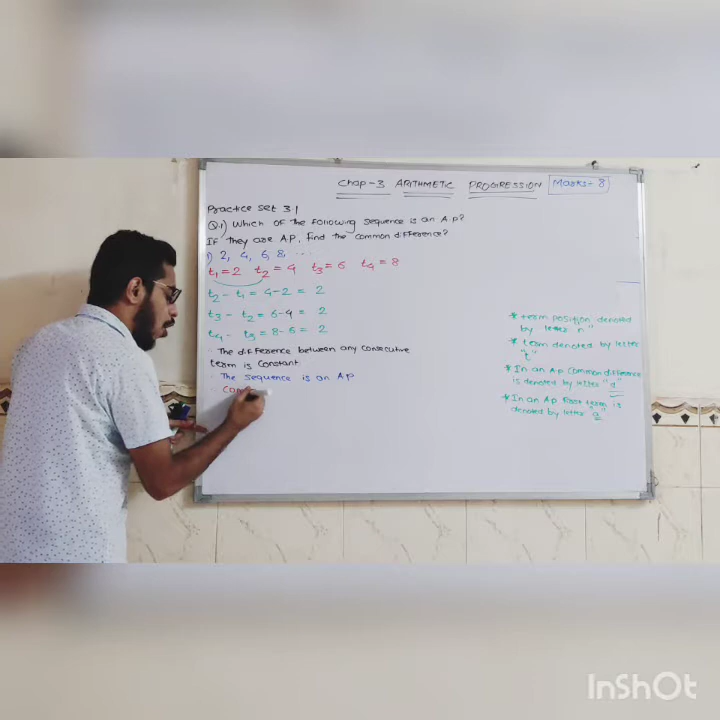 Chap-3 ARITHMETIC PROGRESSION Marks- 8
Practice Set 3.1
Q.1) Which of the following sequence is an A.P?
If they are A.P, Find the Common difference?
1) 2, 4, 6, 8, ...
t1 = 2 t2 = 4 t3 = 6 t4 = 8
t2 - t1 = 4-2 = 2
t3 - t2 = 6-4 = 2
t4 - t3 = 8-6 = 2
The difference between any consecutive
term is Constant
The sequence is an A.P
* term position denoted
by letter "n"
* term denoted by letter
"t"
* In an Ap Common difference
is denoted by letter "d"
* In an Ap first term is
denoted by letter "a"
InShOt